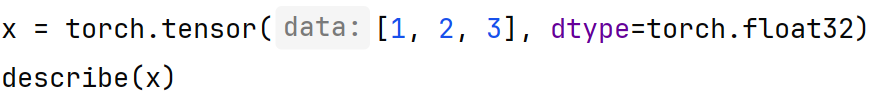 x = torch.tensor(data: [1, 2, 3], dtype=torch.float32)
describe(x)